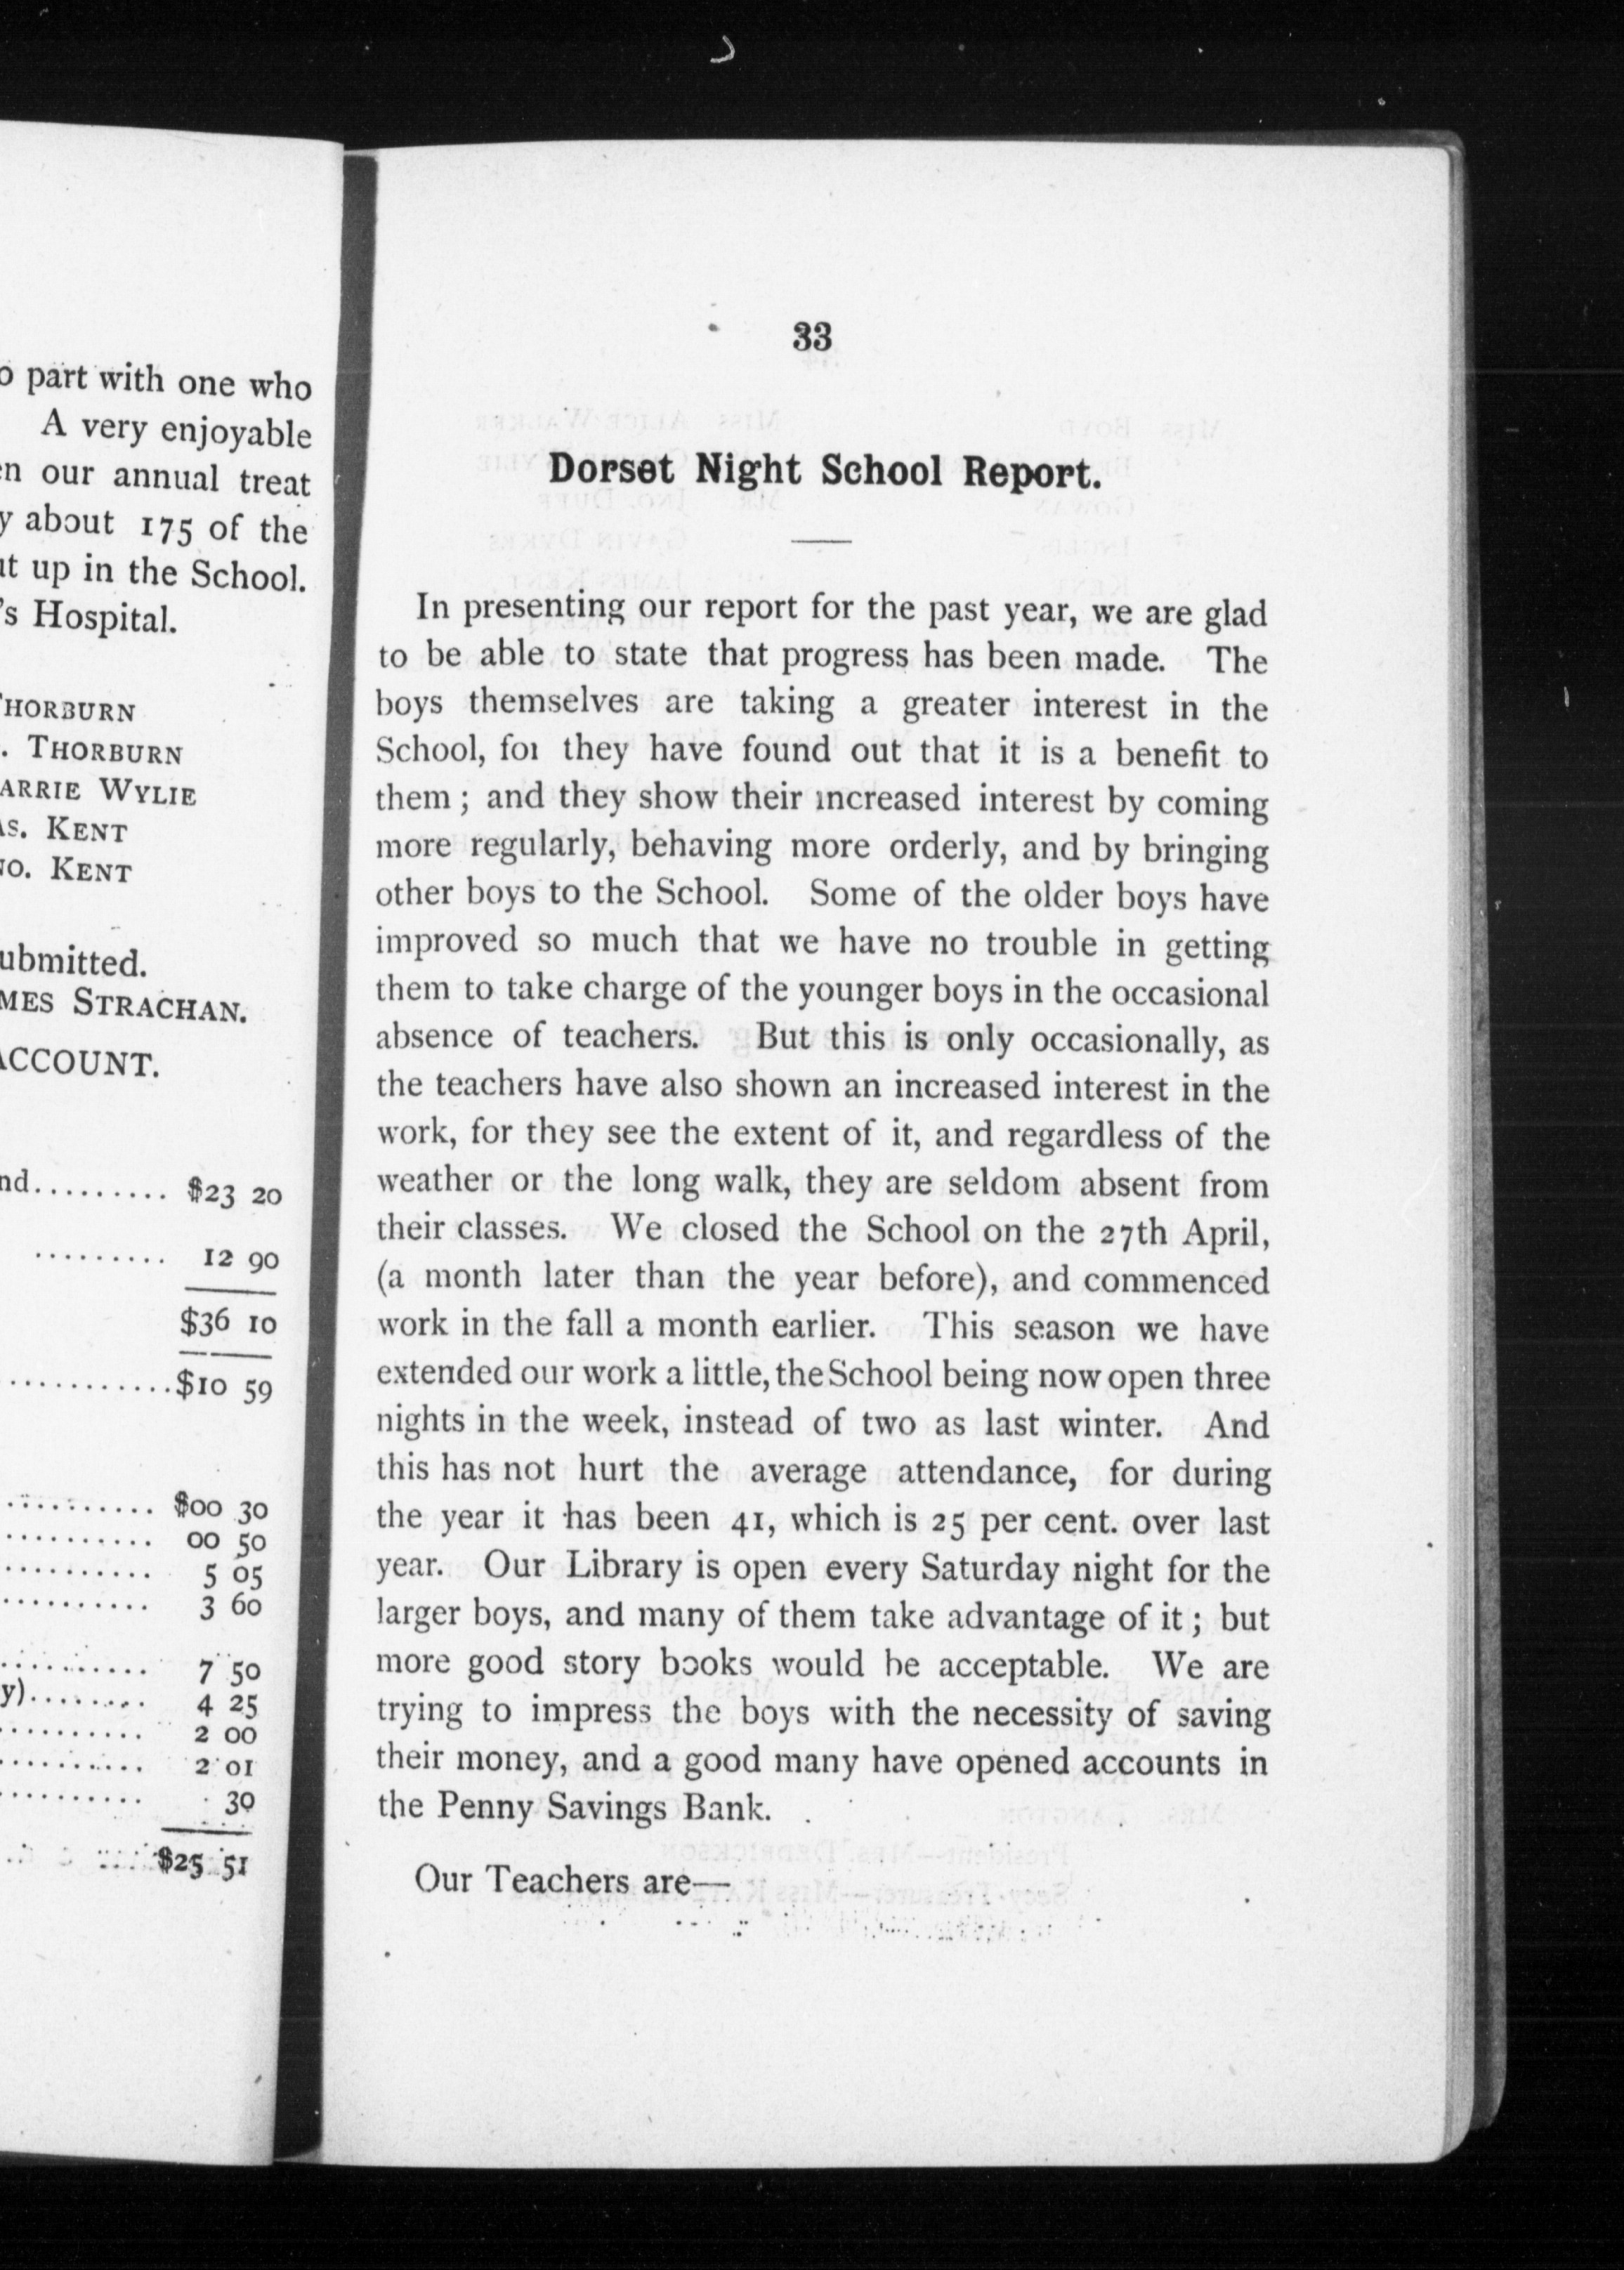 o part with one who
A very enjoyable
en our annual treat
y about 175 of the
ut up in the School.
's Hospital.
THORBURN
. THORBURN
ARRIE WYLIE
AS. KENT
NO. KENT
ubmitted.
MES STRACHAN.
ACCOUNT.
nd.......... $23 20
......... 12 90
$36 10
............$10 59
.......... $00 30
.......... 00 50
.......... 5 05
.......... 3 60
.......... 7 50
y)........ 4 25
.......... 2 00
.......... 2 01
.......... 30
$25 51
33
Dorset Night School Report.
In presenting our report for the past year, we are glad
to be able to state that progress has been made. The
boys themselves are taking a greater interest in the
School, for they have found out that it is a benefit to
them ; and they show their increased interest by coming
more regularly, behaving more orderly, and by bringing
other boys to the School. Some of the older boys have
improved so much that we have no trouble in getting
them to take charge of the younger boys in the occasional
absence of teachers. But this is only occasionally, as
the teachers have also shown an increased interest in the
work, for they see the extent of it, and regardless of the
weather or the long walk, they are seldom absent from
their classes. We closed the School on the 27th April,
(a month later than the year before), and commenced
work in the fall a month earlier. This season we have
extended our work a little, the School being now open three
nights in the week, instead of two as last winter. And
this has not hurt the average attendance, for during
the year it has been 41, which is 25 per cent. over last
year. Our Library is open every Saturday night for the
larger boys, and many of them take advantage of it ; but
more good story books would be acceptable. We are
trying to impress the boys with the necessity of saving
their money, and a good many have opened accounts in
the Penny Savings Bank.
Our Teachers are—